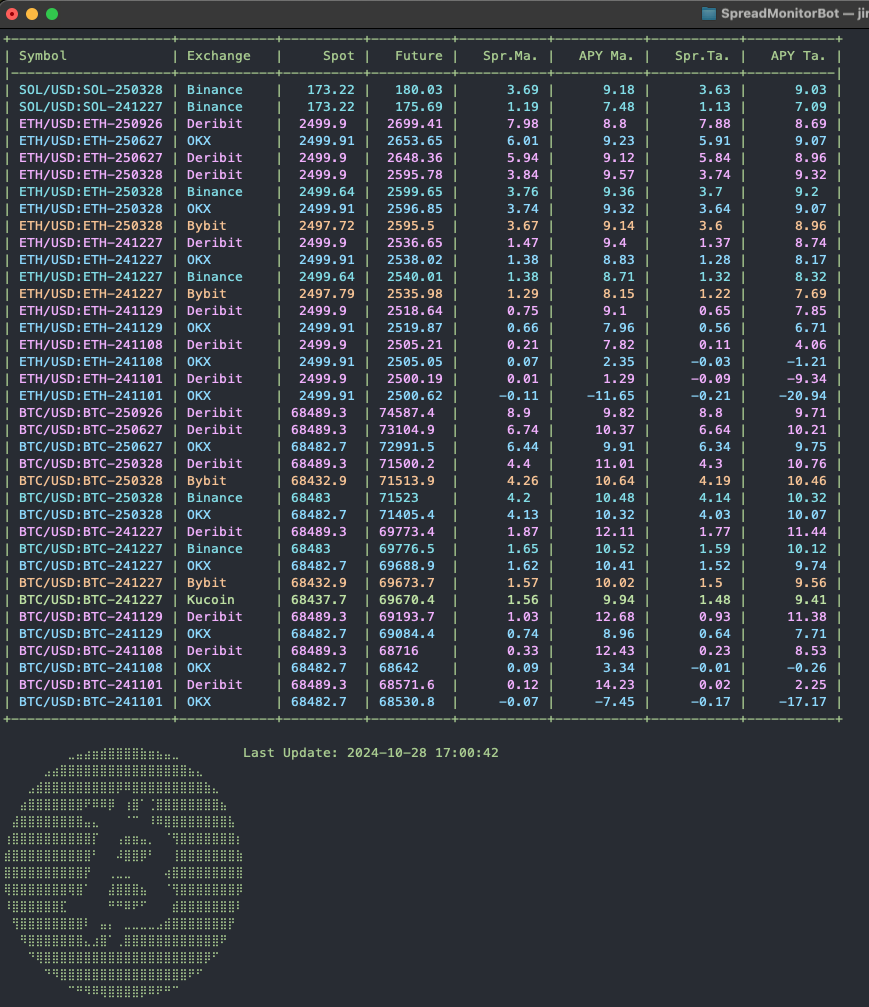 SpreadMonitorBot — jin
Symbol | Exchange | Spot | Future | Spr.Ma. | APY Ma. | Spr.Ta. | APY Ta.
SOL/USD:SOL-250328 | Binance | 173.22 | 180.03 | 3.69 | 9.18 | 3.63 | 9.03
SOL/USD:SOL-241227 | Binance | 173.22 | 175.69 | 1.19 | 7.48 | 1.13 | 7.09
ETH/USD:ETH-250926 | Deribit | 2499.9 | 2699.41 | 7.98 | 8.8 | 7.88 | 8.69
ETH/USD:ETH-250627 | OKX | 2499.91 | 2653.65 | 6.01 | 9.23 | 5.91 | 9.07
ETH/USD:ETH-250627 | Deribit | 2499.9 | 2648.36 | 5.94 | 9.12 | 5.84 | 8.96
ETH/USD:ETH-250328 | Deribit | 2499.9 | 2595.78 | 3.84 | 9.57 | 3.74 | 9.32
ETH/USD:ETH-250328 | Binance | 2499.64 | 2599.65 | 3.76 | 9.36 | 3.7 | 9.2
ETH/USD:ETH-250328 | OKX | 2499.91 | 2596.85 | 3.74 | 9.32 | 3.64 | 9.07
ETH/USD:ETH-250328 | Bybit | 2497.72 | 2595.5 | 3.67 | 9.14 | 3.6 | 8.96
ETH/USD:ETH-241227 | Deribit | 2499.9 | 2536.65 | 1.47 | 9.4 | 1.37 | 8.74
ETH/USD:ETH-241227 | OKX | 2499.91 | 2538.02 | 1.38 | 8.83 | 1.28 | 8.17
ETH/USD:ETH-241227 | Binance | 2499.64 | 2540.01 | 1.38 | 8.71 | 1.32 | 8.32
ETH/USD:ETH-241227 | Bybit | 2497.79 | 2535.98 | 1.29 | 8.15 | 1.22 | 7.69
ETH/USD:ETH-241129 | Deribit | 2499.9 | 2518.64 | 0.75 | 9.1 | 0.65 | 7.85
ETH/USD:ETH-241129 | OKX | 2499.91 | 2519.87 | 0.66 | 7.96 | 0.56 | 6.71
ETH/USD:ETH-241108 | Deribit | 2499.9 | 2505.21 | 0.21 | 7.82 | 0.11 | 4.06
ETH/USD:ETH-241108 | OKX | 2499.91 | 2505.05 | 0.07 | 2.35 | -0.03 | -1.21
ETH/USD:ETH-241101 | Deribit | 2499.9 | 2500.19 | 0.01 | 1.29 | -0.09 | -9.34
ETH/USD:ETH-241101 | OKX | 2499.91 | 2500.62 | -0.11 | -11.65 | -0.21 | -20.94
BTC/USD:BTC-250926 | Deribit | 68489.3 | 74587.4 | 8.9 | 9.82 | 8.8 | 9.71
BTC/USD:BTC-250627 | Deribit | 68489.3 | 73104.9 | 6.74 | 10.37 | 6.64 | 10.21
BTC/USD:BTC-250627 | OKX | 68482.7 | 72991.5 | 6.44 | 9.91 | 6.34 | 9.75
BTC/USD:BTC-250328 | Deribit | 68489.3 | 71500.2 | 4.4 | 11.01 | 4.3 | 10.76
BTC/USD:BTC-250328 | Bybit | 68432.9 | 71513.9 | 4.26 | 10.64 | 4.19 | 10.46
BTC/USD:BTC-250328 | Binance | 68483 | 71523 | 4.2 | 10.48 | 4.14 | 10.32
BTC/USD:BTC-250328 | OKX | 68482.7 | 71405.4 | 4.13 | 10.32 | 4.03 | 10.07
BTC/USD:BTC-241227 | Deribit | 68489.3 | 69773.4 | 1.87 | 12.11 | 1.77 | 11.44
BTC/USD:BTC-241227 | Binance | 68483 | 69776.5 | 1.65 | 10.52 | 1.59 | 10.12
BTC/USD:BTC-241227 | OKX | 68482.7 | 69688.9 | 1.62 | 10.41 | 1.52 | 9.74
BTC/USD:BTC-241227 | Bybit | 68432.9 | 69673.7 | 1.57 | 10.02 | 1.5 | 9.56
BTC/USD:BTC-241227 | Kucoin | 68437.7 | 69670.4 | 1.56 | 9.94 | 1.48 | 9.41
BTC/USD:BTC-241129 | Deribit | 68489.3 | 69193.7 | 1.03 | 12.68 | 0.93 | 11.38
BTC/USD:BTC-241129 | OKX | 68482.7 | 69084.4 | 0.74 | 8.96 | 0.64 | 7.71
BTC/USD:BTC-241108 | Deribit | 68489.3 | 68716 | 0.33 | 12.43 | 0.23 | 8.53
BTC/USD:BTC-241108 | OKX | 68482.7 | 68642 | 0.09 | 3.34 | -0.01 | -0.26
BTC/USD:BTC-241101 | Deribit | 68489.3 | 68571.6 | 0.12 | 14.23 | 0.02 | 2.25
BTC/USD:BTC-241101 | OKX | 68482.7 | 68530.8 | -0.07 | -7.45 | -0.17 | -17.17
Last Update: 2024-10-28 17:00:42